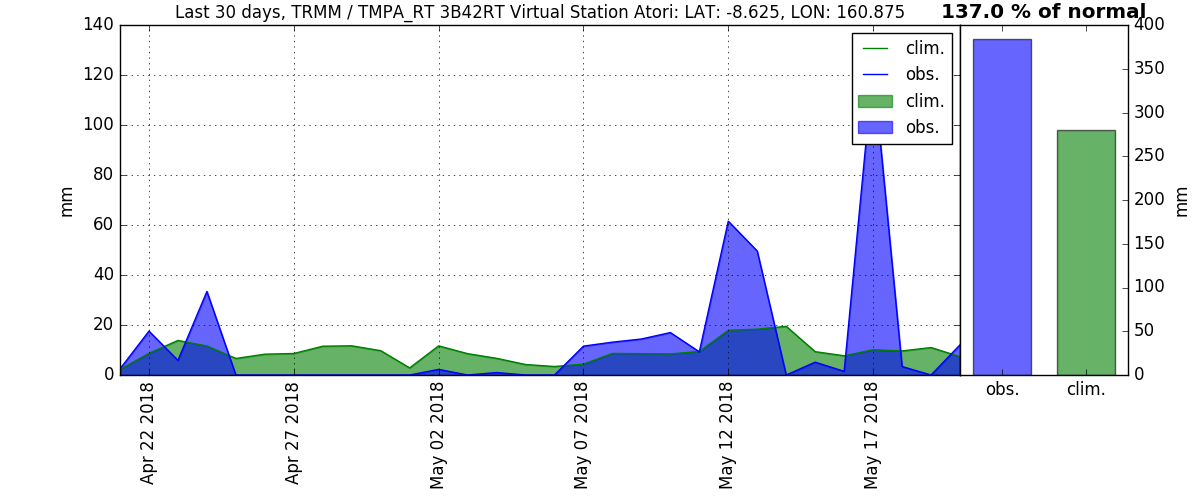 Last 30 days, TRMM / TMPA_RT 3B42RT Virtual Station Atori: LAT: -8.625, LON: 160.875
137.0 % of normal
140
120
100
80
60
40
20
0
mm
clim.
obs.
clim.
obs.
Apr 22 2018
Apr 27 2018
May 02 2018
May 07 2018
May 12 2018
May 17 2018
400
350
300
250
200
150
100
50
0
mm
obs.
clim.